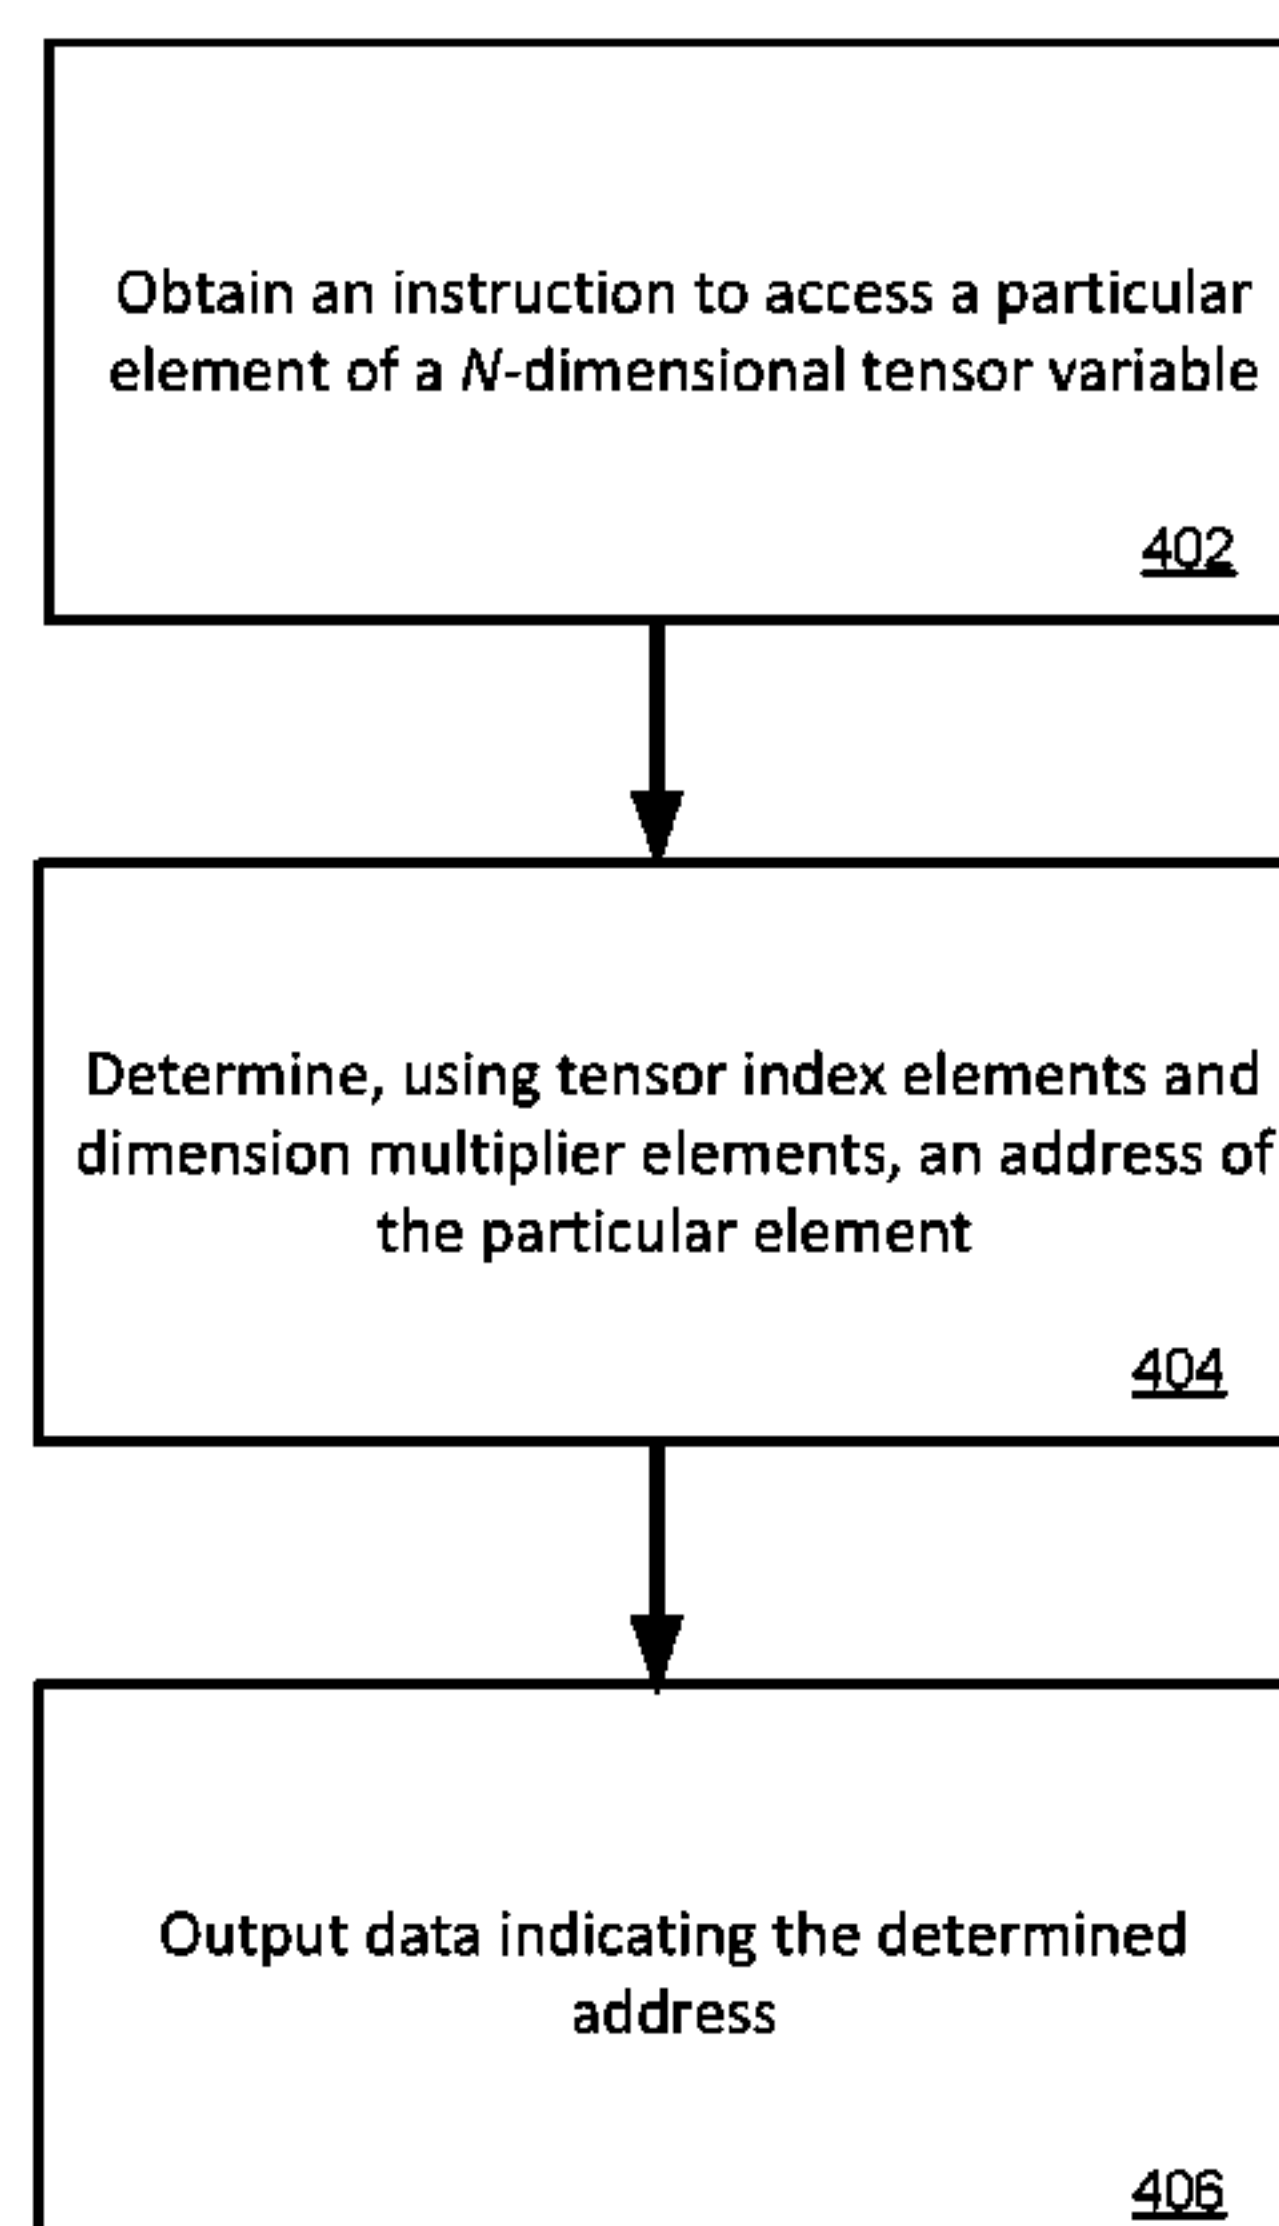 Obtain an instruction to access a particular
element of a N-dimensional tensor variable
402
Determine, using tensor index elements and
dimension multiplier elements, an address of
the particular element
404
Output data indicating the determined
address
406